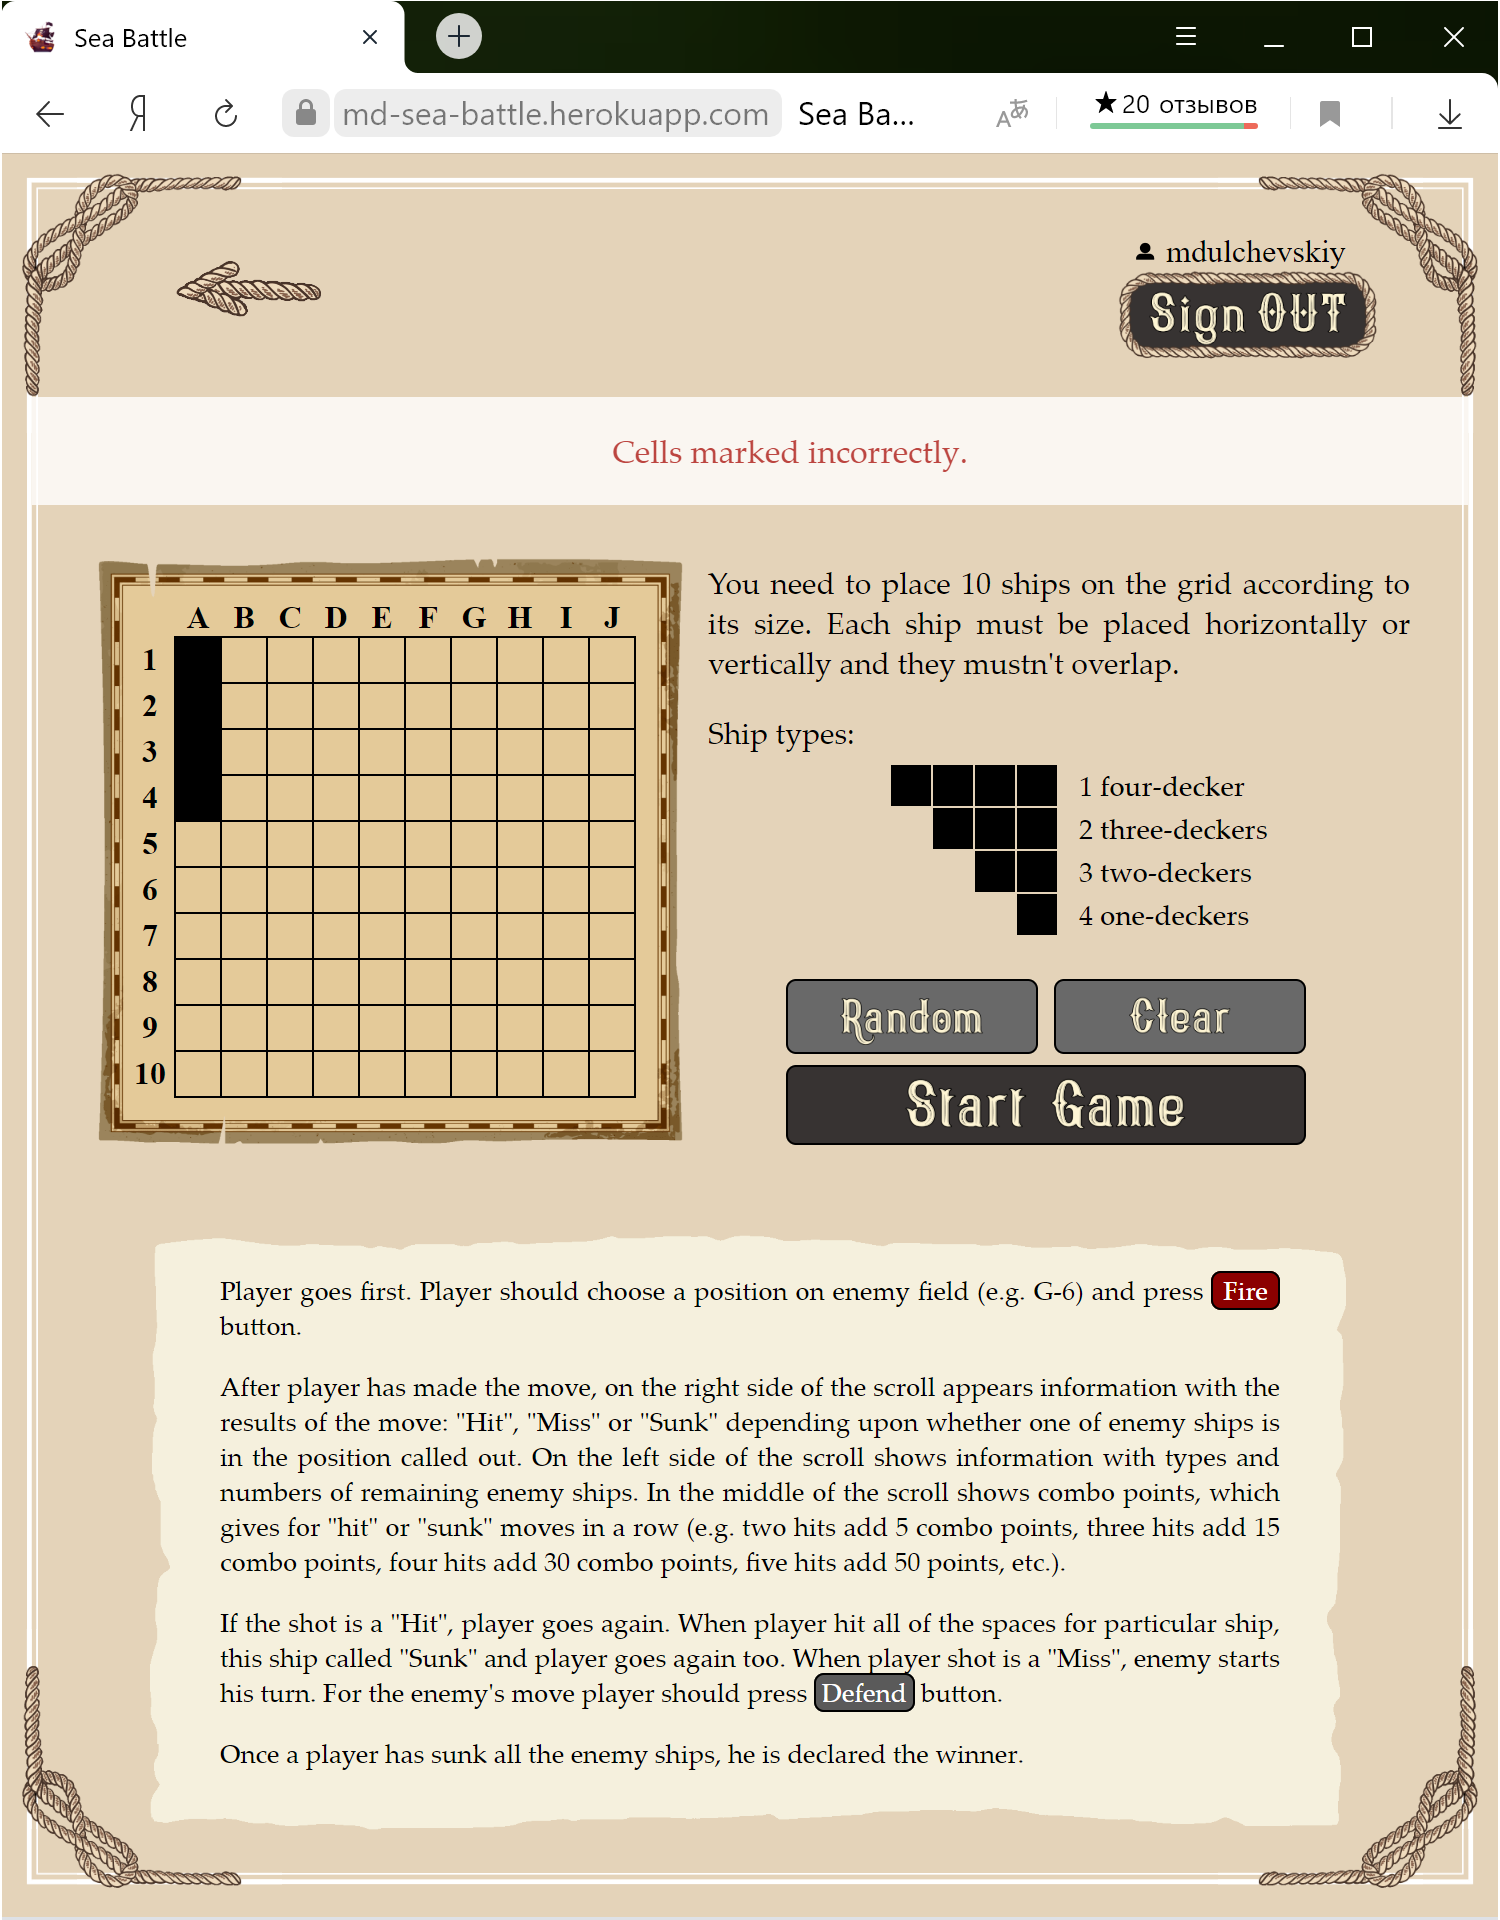 Sea Battle
md-sea-battle.herokuapp.com Sea Ba... ★ 20 отзывов
mdulchevskiy
Sign OUT
Cells marked incorrectly.
A B C D E F G H I J
1
2
3
4
5
6
7
8
9
10
You need to place 10 ships on the grid according to
its size. Each ship must be placed horizontally or
vertically and they mustn't overlap.
Ship types:
1 four-decker
2 three-deckers
3 two-deckers
4 one-deckers
Random Clear
Start Game
Player goes first. Player should choose a position on enemy field (e.g. G-6) and press Fire
button.
After player has made the move, on the right side of the scroll appears information with the
results of the move: "Hit", "Miss" or "Sunk" depending upon whether one of enemy ships is
in the position called out. On the left side of the scroll shows information with types and
numbers of remaining enemy ships. In the middle of the scroll shows combo points, which
gives for "hit" or "sunk" moves in a row (e.g. two hits add 5 combo points, three hits add 15
combo points, four hits add 30 combo points, five hits add 50 points, etc.).
If the shot is a "Hit", player goes again. When player hit all of the spaces for particular ship,
this ship called "Sunk" and player goes again too. When player shot is a "Miss", enemy starts
his turn. For the enemy's move player should press Defend button.
Once a player has sunk all the enemy ships, he is declared the winner.